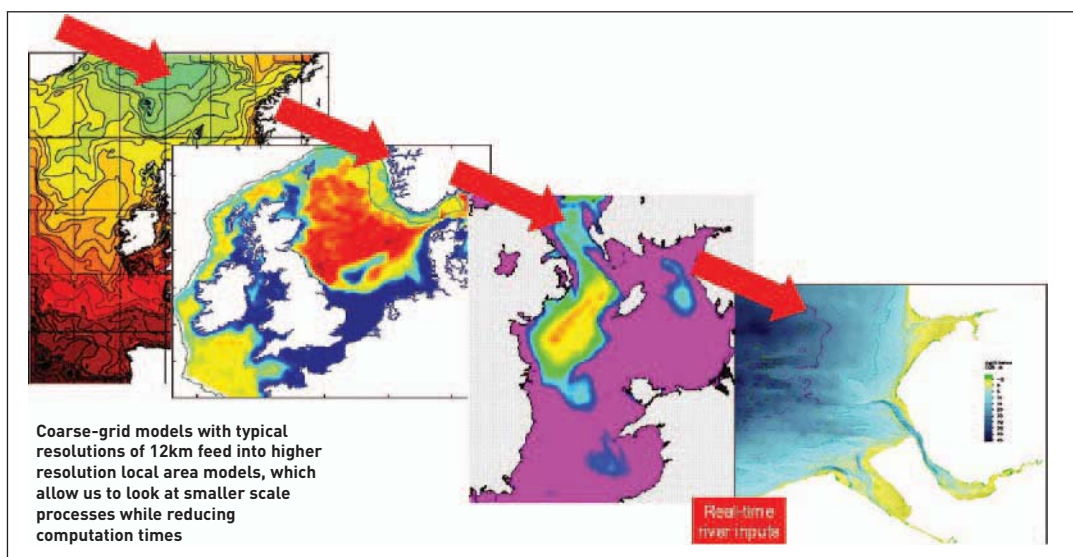 Coarse-grid models with typical
resolutions of 12km feed into higher
resolution local area models, which
allow us to look at smaller scale
processes while reducing
computation times
Real-time
river inputs